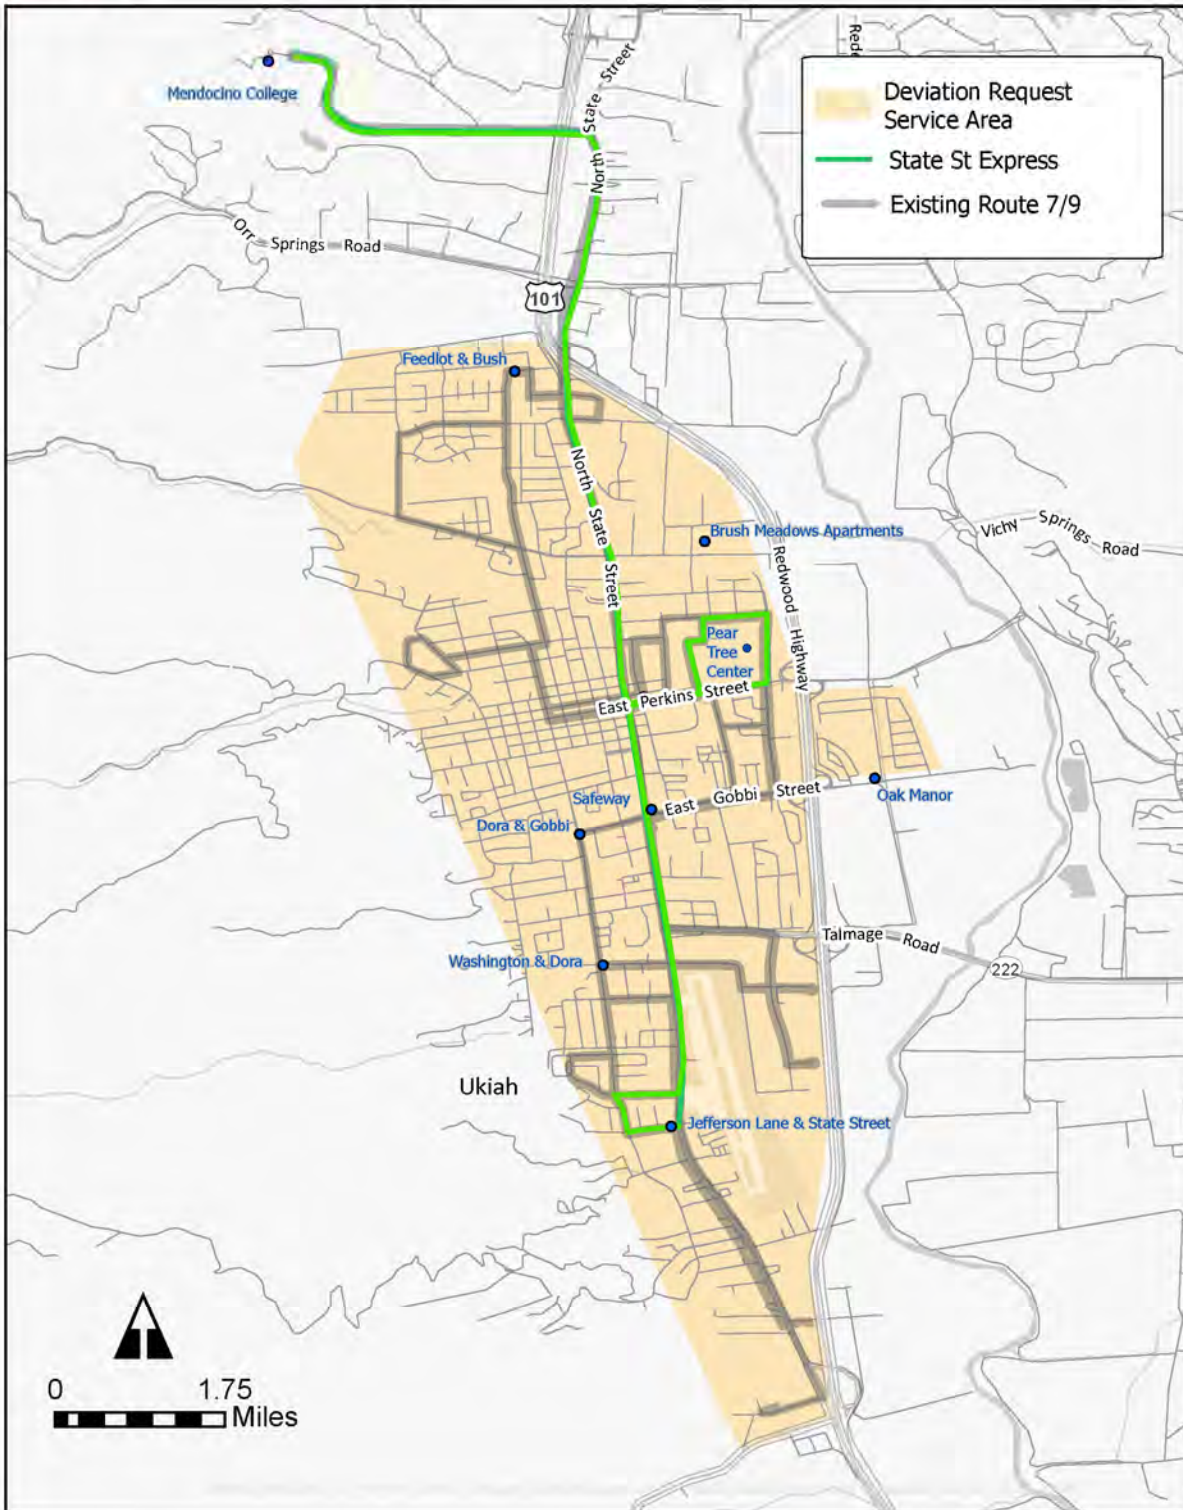 State Street
Rede
Mendocino College
North
Deviation Request
Service Area
State St Express
Existing Route 7/9
Orr Springs Road
101
Feedlot & Bush
North State Street
Brush Meadows Apartments
Vichy Springs Road
Redwood Highway
Pear
Tree
Center
East Perkins Street
Safeway
East Gobbi Street
Oak Manor
Dora & Gobbi
Talmage Road
Washington & Dora
222
Ukiah
Jefferson Lane & State Street
0 1.75
Miles